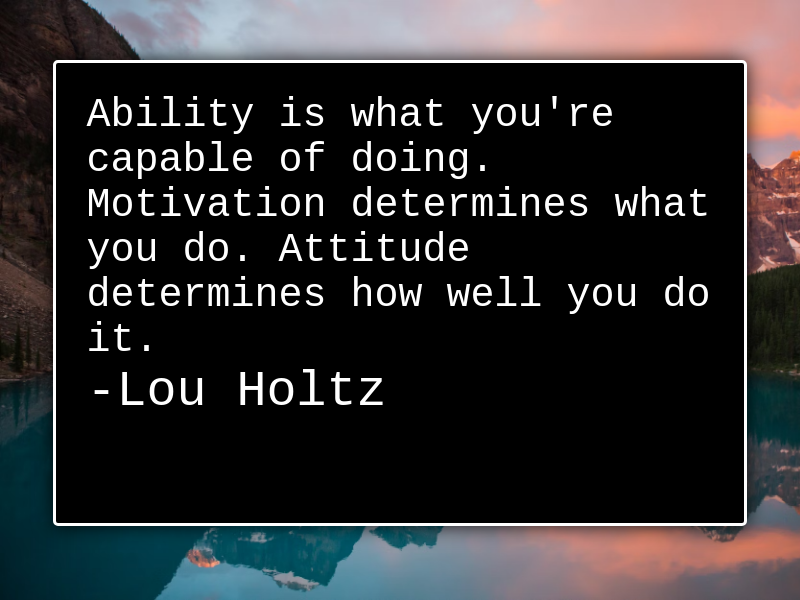 Ability is what you're
capable of doing.
Motivation determines what
you do. Attitude
determines how well you do
it.
-Lou Holtz